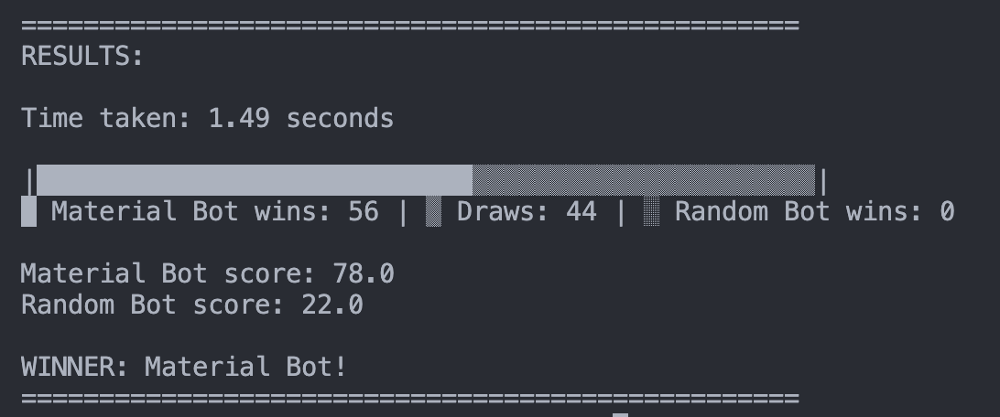 ==================================================
RESULTS:
Time taken: 1.49 seconds
|████████████████████████████▒▒▒▒▒▒▒▒▒▒▒▒▒▒▒▒▒▒▒▒▒▒|
█ Material Bot wins: 56 | ▒ Draws: 44 | ░ Random Bot wins: 0
Material Bot score: 78.0
Random Bot score: 22.0
WINNER: Material Bot!
==================================================